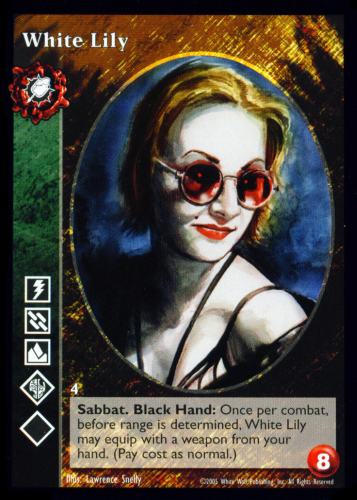 White Lily
4
Sabbat. Black Hand: Once per combat,
before range is determined, White Lily
may equip with a weapon from your
hand. (Pay cost as normal.)
8
Illus: Lawrence Snelly
©2005 White Wolf Publishing, Inc. All Rights Reserved